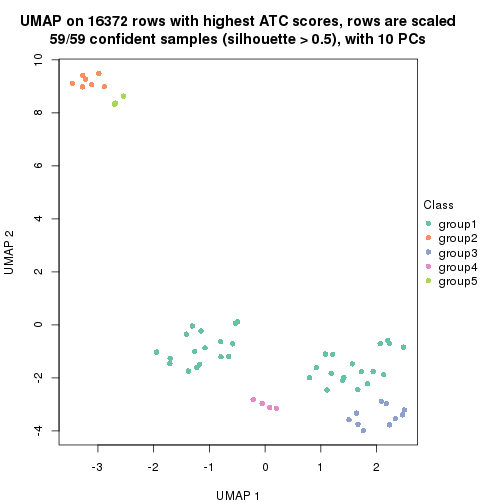 UMAP on 16372 rows with highest ATC scores, rows are scaled
59/59 confident samples (silhouette > 0.5), with 10 PCs
10
8
6
4
2
0
-2
-4
UMAP 2
-3
-2
-1
0
1
2
UMAP 1
Class
group1
group2
group3
group4
group5